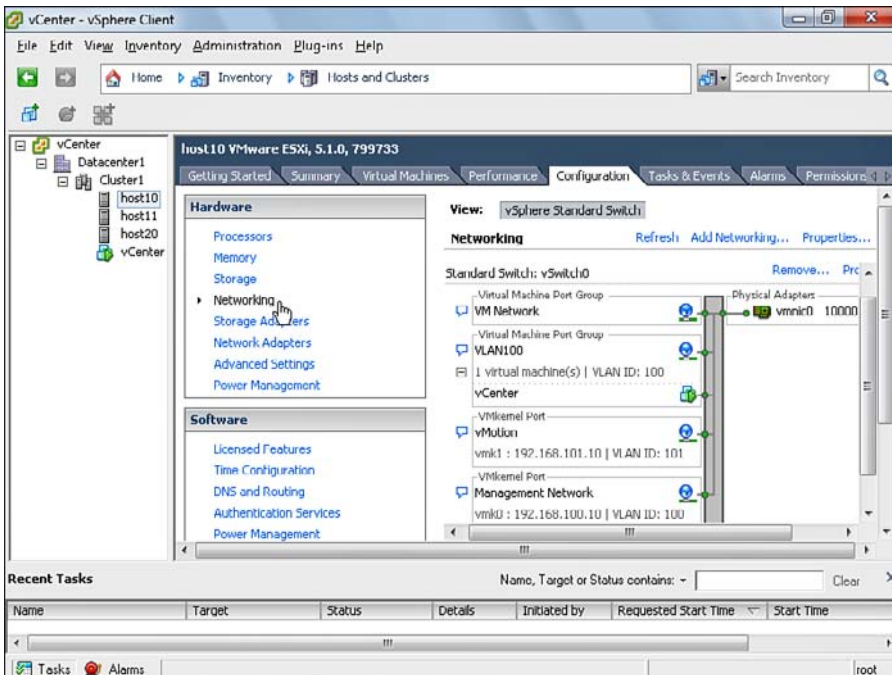 vCenter - vSphere Client
File Edit View Inventory Administration Plug-ins Help
Home Inventory Hosts and Clusters
Search Inventory
vCenter
Datacenter1
Cluster1
host10
host11
host20
vCenter
host10 VMware ESXi, 5.1.0, 799733
Getting Started Summary Virtual Machines Performance Configuration Tasks & Events Alarms Permissions
Hardware
Processors
Memory
Storage
Networking
Storage Adapters
Network Adapters
Advanced Settings
Power Management
Software
Licensed Features
Time Configuration
DNS and Routing
Authentication Services
Power Management
View: vSphere Standard Switch
Networking Refresh Add Networking... Properties...
Standard Switch: vSwitch0 Remove... Prc
Virtual Machine Port Group Physical Adapters
VM Network vmnic0 10000
Virtual Machine Port Group
VLAN100
1 virtual machine(s) | VLAN ID: 100
vCenter
VMkernel Port
vMotion
vmk1 : 192.168.101.10 | VLAN ID: 101
VMkernel Port
Management Network
vmk0 : 192.168.100.10 | VLAN ID: 100
Recent Tasks Name, Target or Status contains: Clear
Name Target Status Details Initiated by Requested Start Time Start Time
Tasks Alarms root